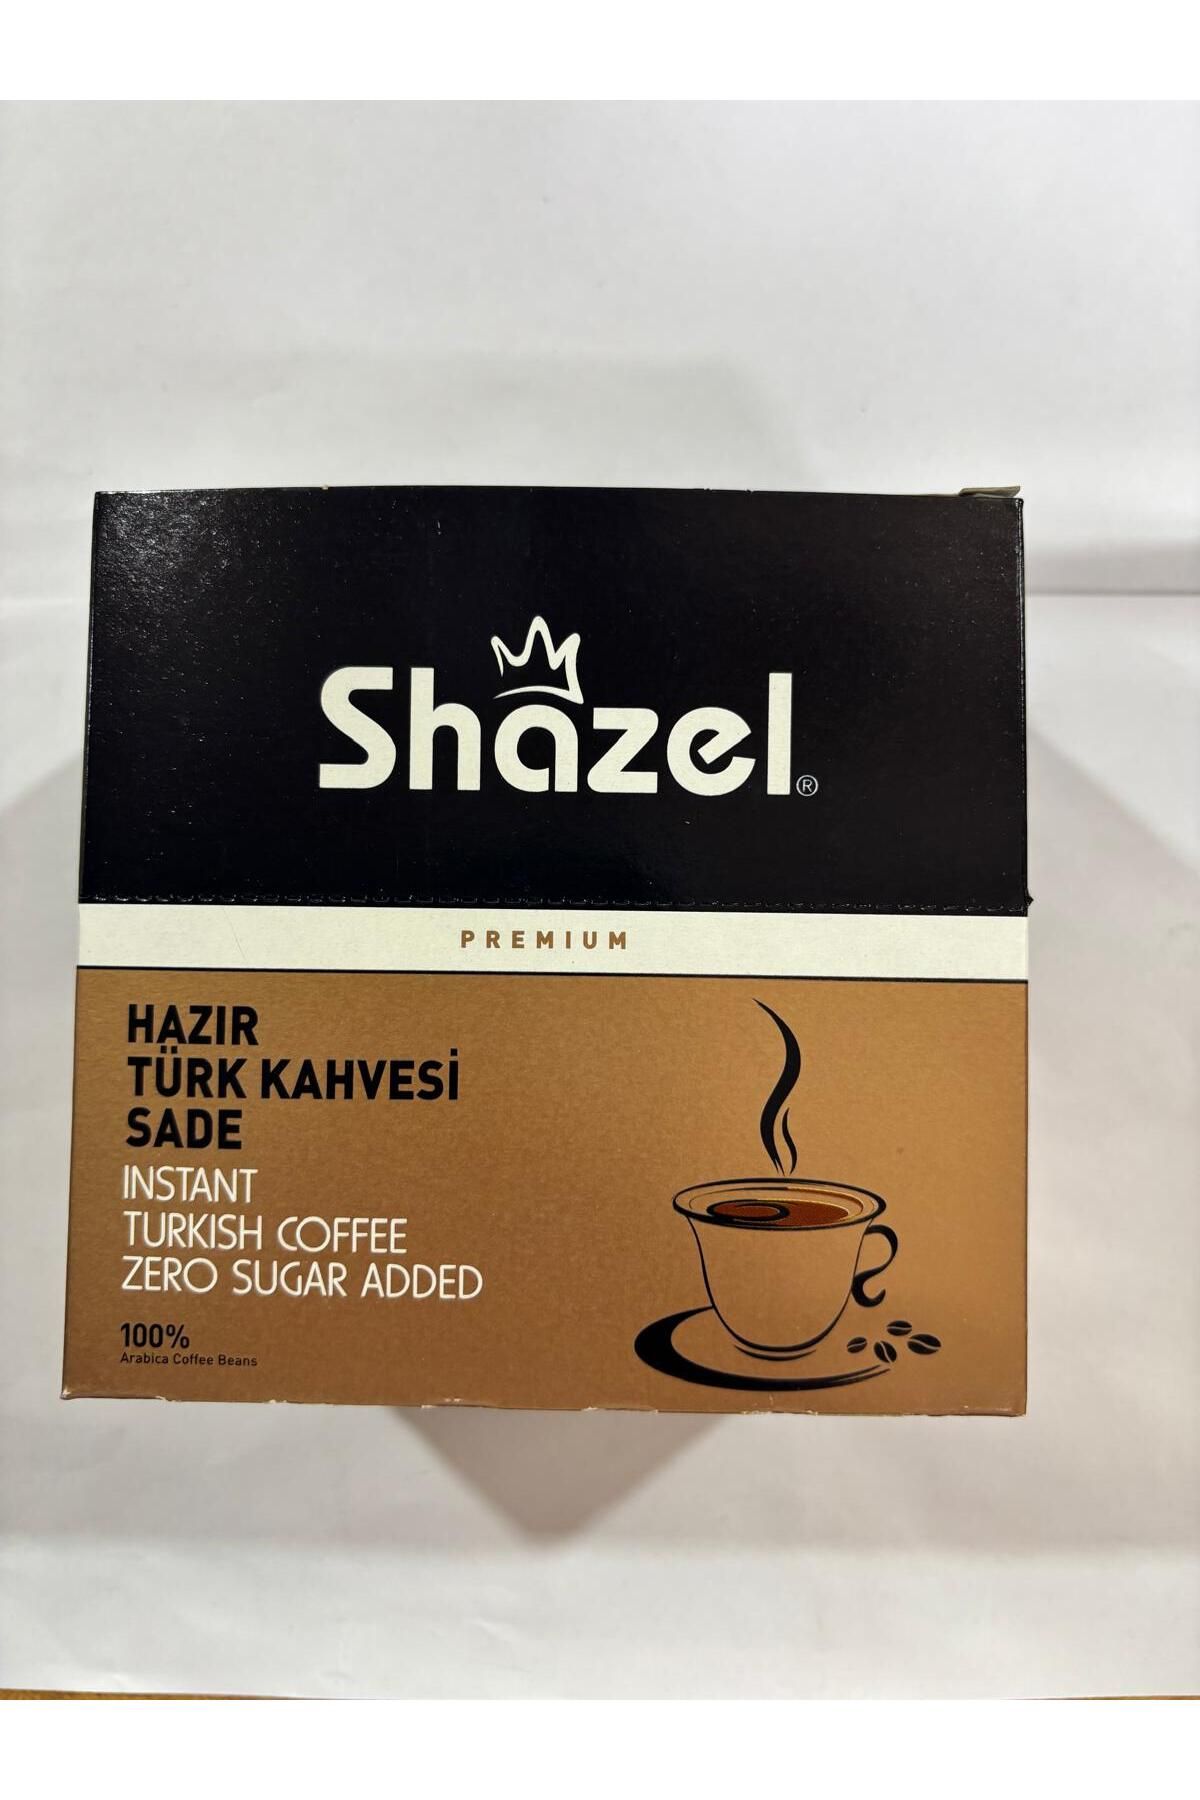 Shazel®
PREMIUM
HAZIR
TÜRK KAHVESİ
SADE
INSTANT
TURKISH COFFEE
ZERO SUGAR ADDED
100%
Arabica Coffee Beans